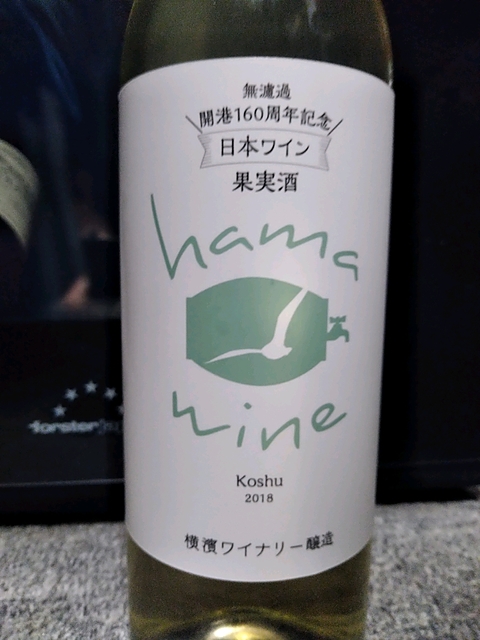 無濾過
開港160周年記念
日本ワイン
果実酒
hama
wine
Koshu
2018
横濱ワイナリー醸造
forster